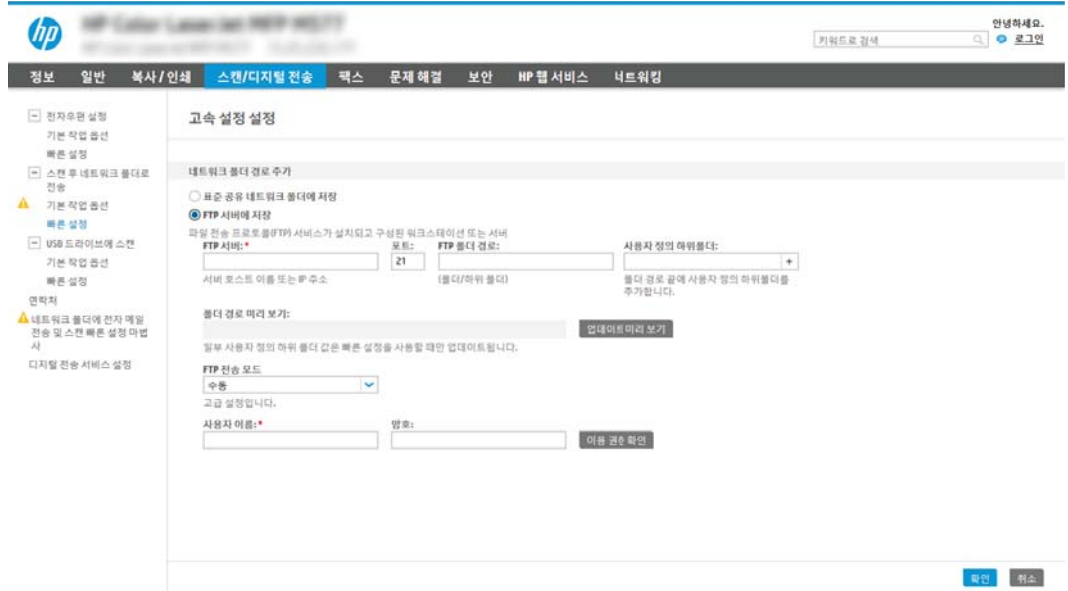 hp
안녕하세요.
키워드로 검색
로그인
정보 일반 복사/인쇄 스캔/디지털 전송 팩스 문제 해결 보안 HP 웹 서비스 네트워킹
전자우편 설정
기본 작업 옵션
빠른 설정
스캔 후 네트워크 폴더로
전송
기본 작업 옵션
빠른 설정
USB 드라이브에 스캔
기본 작업 옵션
빠른 설정
연락처
네트워크 폴더에 전자 메일
전송 및 스캔 빠른 설정 마법
사
디지털 전송 서비스 설정
고속 설정 설정
네트워크 폴더 경로 추가
표준 공유 네트워크 폴더에 저장
FTP 서버에 저장
파일 전송 프로토콜(FTP) 서비스가 설치되고 구성된 워크스테이션 또는 서버
FTP 서버:* 포트: FTP 폴더 경로: 사용자 정의 하위폴더:
21 +
서버 호스트 이름 또는 IP 주소 (폴더/하위 폴더) 폴더 경로 끝에 사용자 정의 하위폴더를
추가합니다.
폴더 경로 미리 보기:
업데이트미리 보기
일부 사용자 정의 하위 폴더 값은 빠른 설정을 사용할 때만 업데이트됩니다.
FTP 전송 모드
수동
고급 설정입니다.
사용자 이름:* 암호:
이용 권한 확인
확인 취소